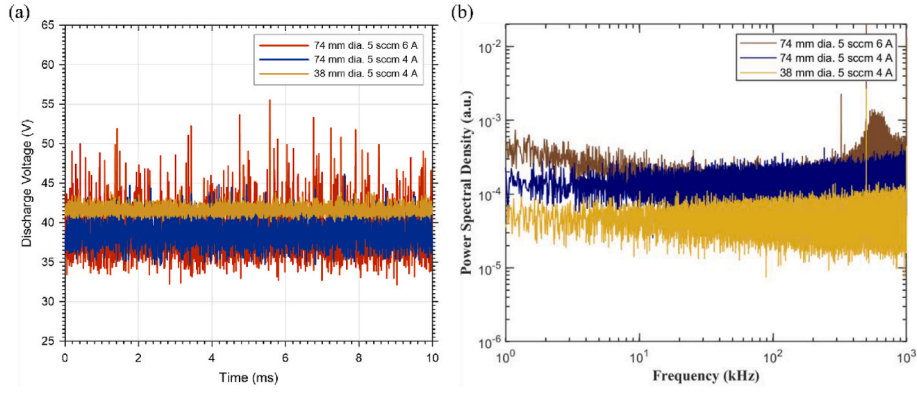 (a)
65
60
55
50
45
40
35
30
25
Discharge Voltage (V)
74 mm dia. 5 sccm 6 A
74 mm dia. 5 sccm 4 A
38 mm dia. 5 sccm 4 A
0 2 4 6 8 10
Time (ms)
(b)
10-2
10-3
10-4
10-5
10-6
Power Spectral Density (a.u.)
74 mm dia. 5 sccm 6 A
74 mm dia. 5 sccm 4 A
38 mm dia. 5 sccm 4 A
100 101 102 103
Frequency (kHz)